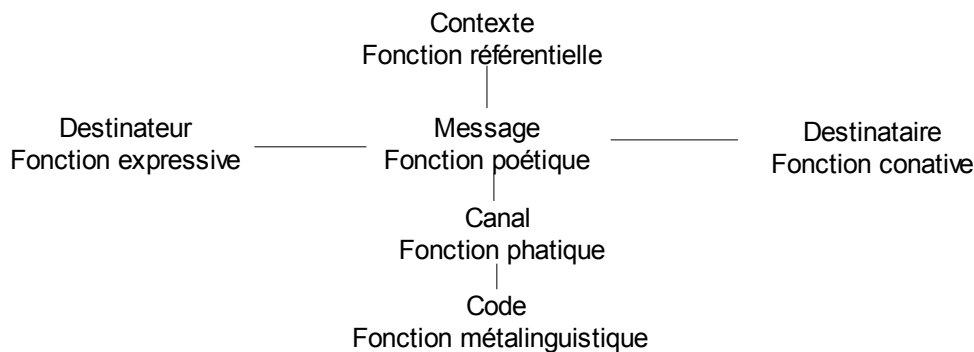 Contexte
Fonction référentielle
Destinateur
Fonction expressive
Message
Fonction poétique
Destinataire
Fonction conative
Canal
Fonction phatique
Code
Fonction métalinguistique